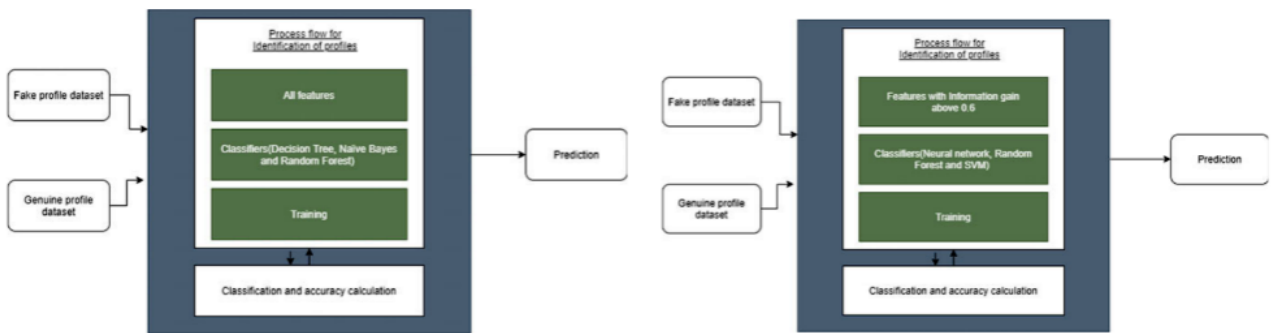 Process flow for
Identification of profiles
Fake profile dataset
All features
Classifiers(Decision Tree, Naïve Bayes
and Random Forest)
Prediction
Genuine profile
dataset
Training
Classification and accuracy calculation
Process flow for
Identification of profiles
Fake profile dataset
Features with Information gain
above 0.6
Classifiers(Neural network, Random
Forest and SVM)
Prediction
Genuine profile
dataset
Training
Classification and accuracy calculation